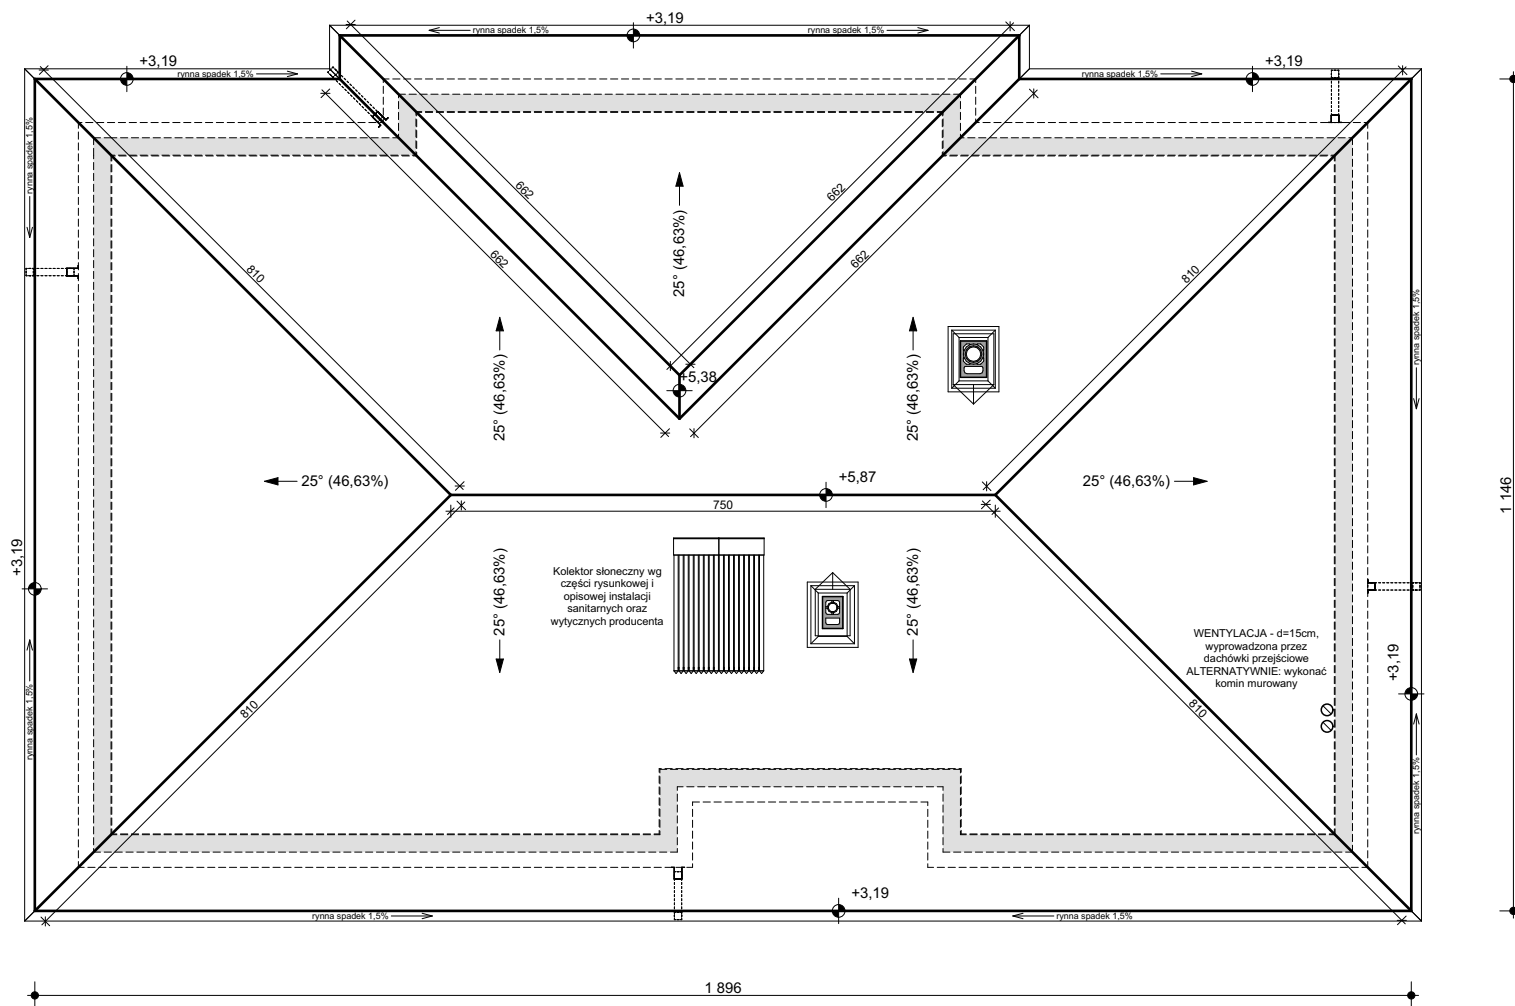 +3,19
rynna spadek 1,5%
rynna spadek 1,5%
+3,19
rynna spadek 1,5%
+3,19
rynna spadek 1,5%
rynna spadek 1,5%
662
662
662
662
810
810
25° (46,63%)
rynna spadek 1,5%
25° (46,63%)
25° (46,63%)
+5,38
25° (46,63%)
+5,87
25° (46,63%)
750
1 146
+3,19
25° (46,63%)
Kolektor słoneczny wg
części rysunkowej i
opisowej instalacji
sanitarnych oraz
wytycznych producenta
25° (46,63%)
WENTYLACJA - d=15cm,
wyprowadzona przez
dachówki przejściowe
ALTERNATYWNIE: wykonać
komin murowany
+3,19
810
810
rynna spadek 1,5%
rynna spadek 1,5%
+3,19
rynna spadek 1,5%
rynna spadek 1,5%
1 896